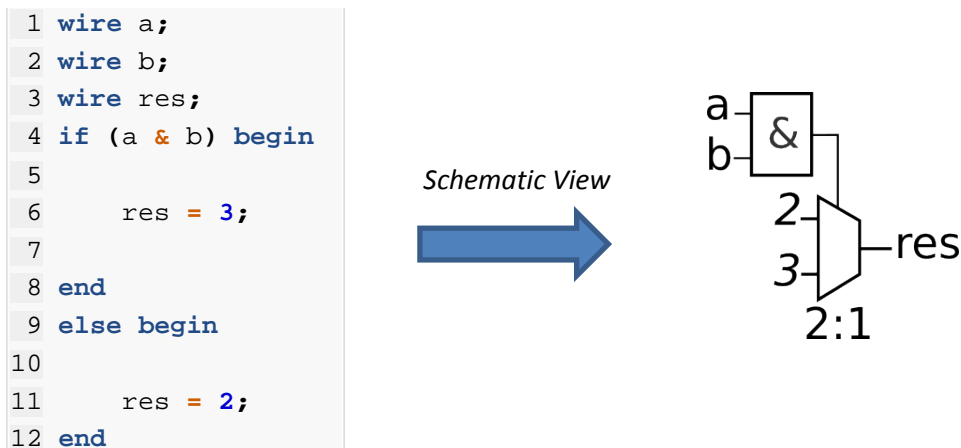 1 wire a;
2 wire b;
3 wire res;
4 if (a & b) begin
5
6 res = 3;
7
8 end
9 else begin
10
11 res = 2;
12 end
Schematic View
a
b
&
2
3
res
2:1